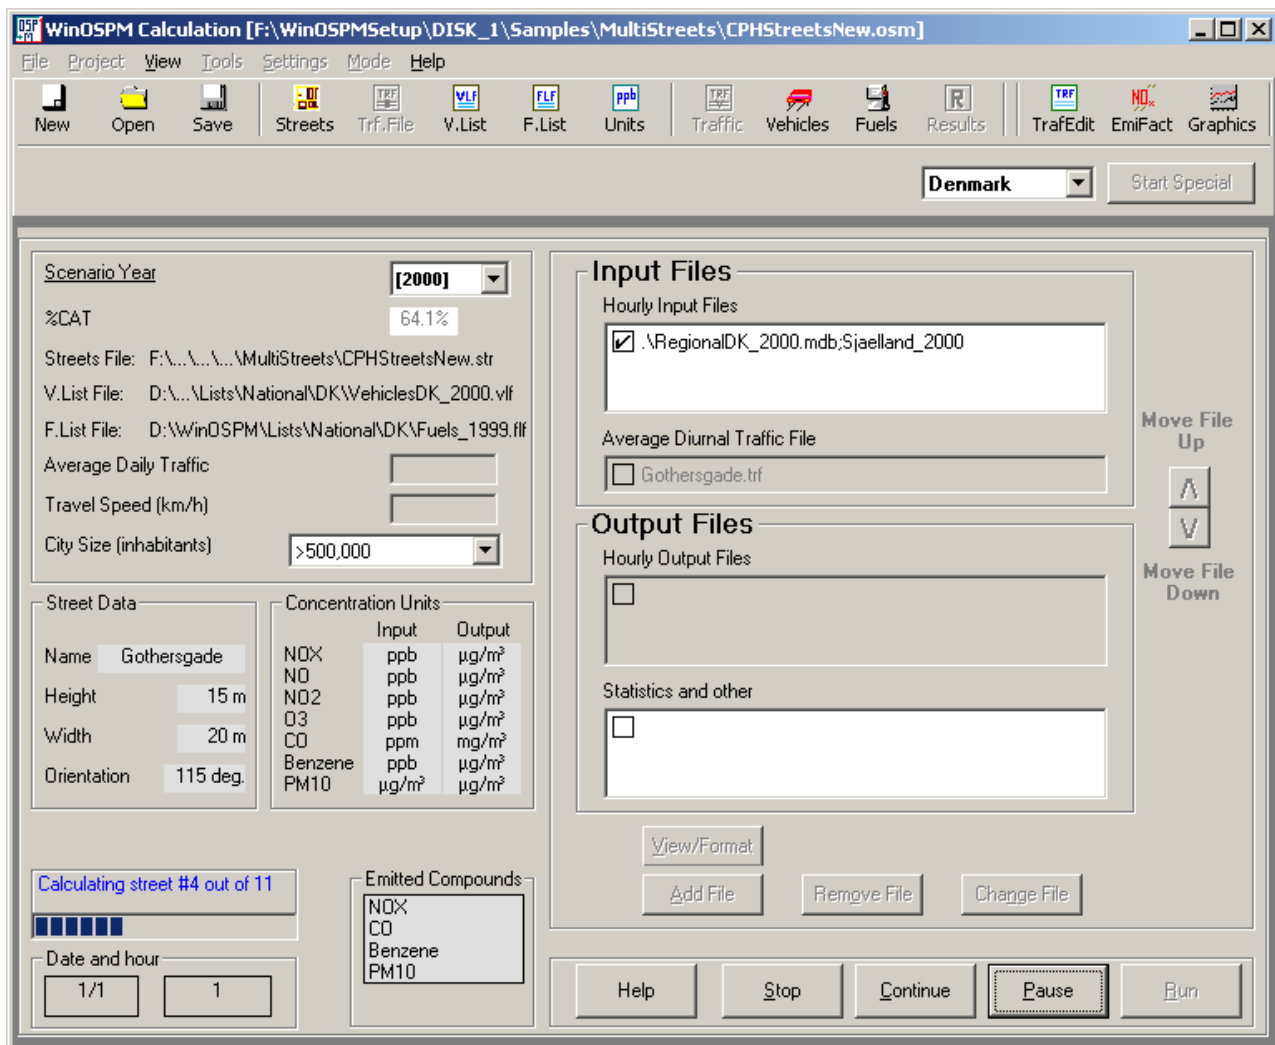 WinOSPM Calculation [F:\WinOSPMSetup\DISK_1\Samples\MultiStreets\CPHStreetsNew.osm]
File Project View Tools Settings Mode Help
TRF VLF FLF ppb TRF R TRF NOx
New Open Save Streets Trf.File V.List F.List Units Traffic Vehicles Fuels Results TrafEdit EmiFact Graphics
Denmark Start Special
Scenario Year [2000]
%CAT 64.1%
Streets File: F:\...\...\...\MultiStreets\CPHStreetsNew.str
V.List File: D:\...\Lists\National\DK\VehiclesDK_2000.vlf
F.List File: D:\WinOSPM\Lists\National\DK\Fuels_1999.flf
Average Daily Traffic
Travel Speed (km/h)
City Size (inhabitants) >500,000
Street Data
Name Gothersgade
Height 15 m
Width 20 m
Orientation 115 deg.
Concentration Units
Input Output
NOX ppb µg/m³
NO ppb µg/m³
NO2 ppb µg/m³
O3 ppb µg/m³
CO ppm mg/m³
Benzene ppb µg/m³
PM10 µg/m³ µg/m³
Calculating street #4 out of 11
Date and hour
1/1 1
Emitted Compounds
NOX
CO
Benzene
PM10
Input Files
Hourly Input Files
.\RegionalDK_2000.mdb;Sjaelland_2000
Average Diurnal Traffic File
Gothersgade.trf
Output Files
Hourly Output Files
Statistics and other
Move File
Up
Λ
V
Move File
Down
View/Format
Add File Remove File Change File
Help Stop Continue Pause Run